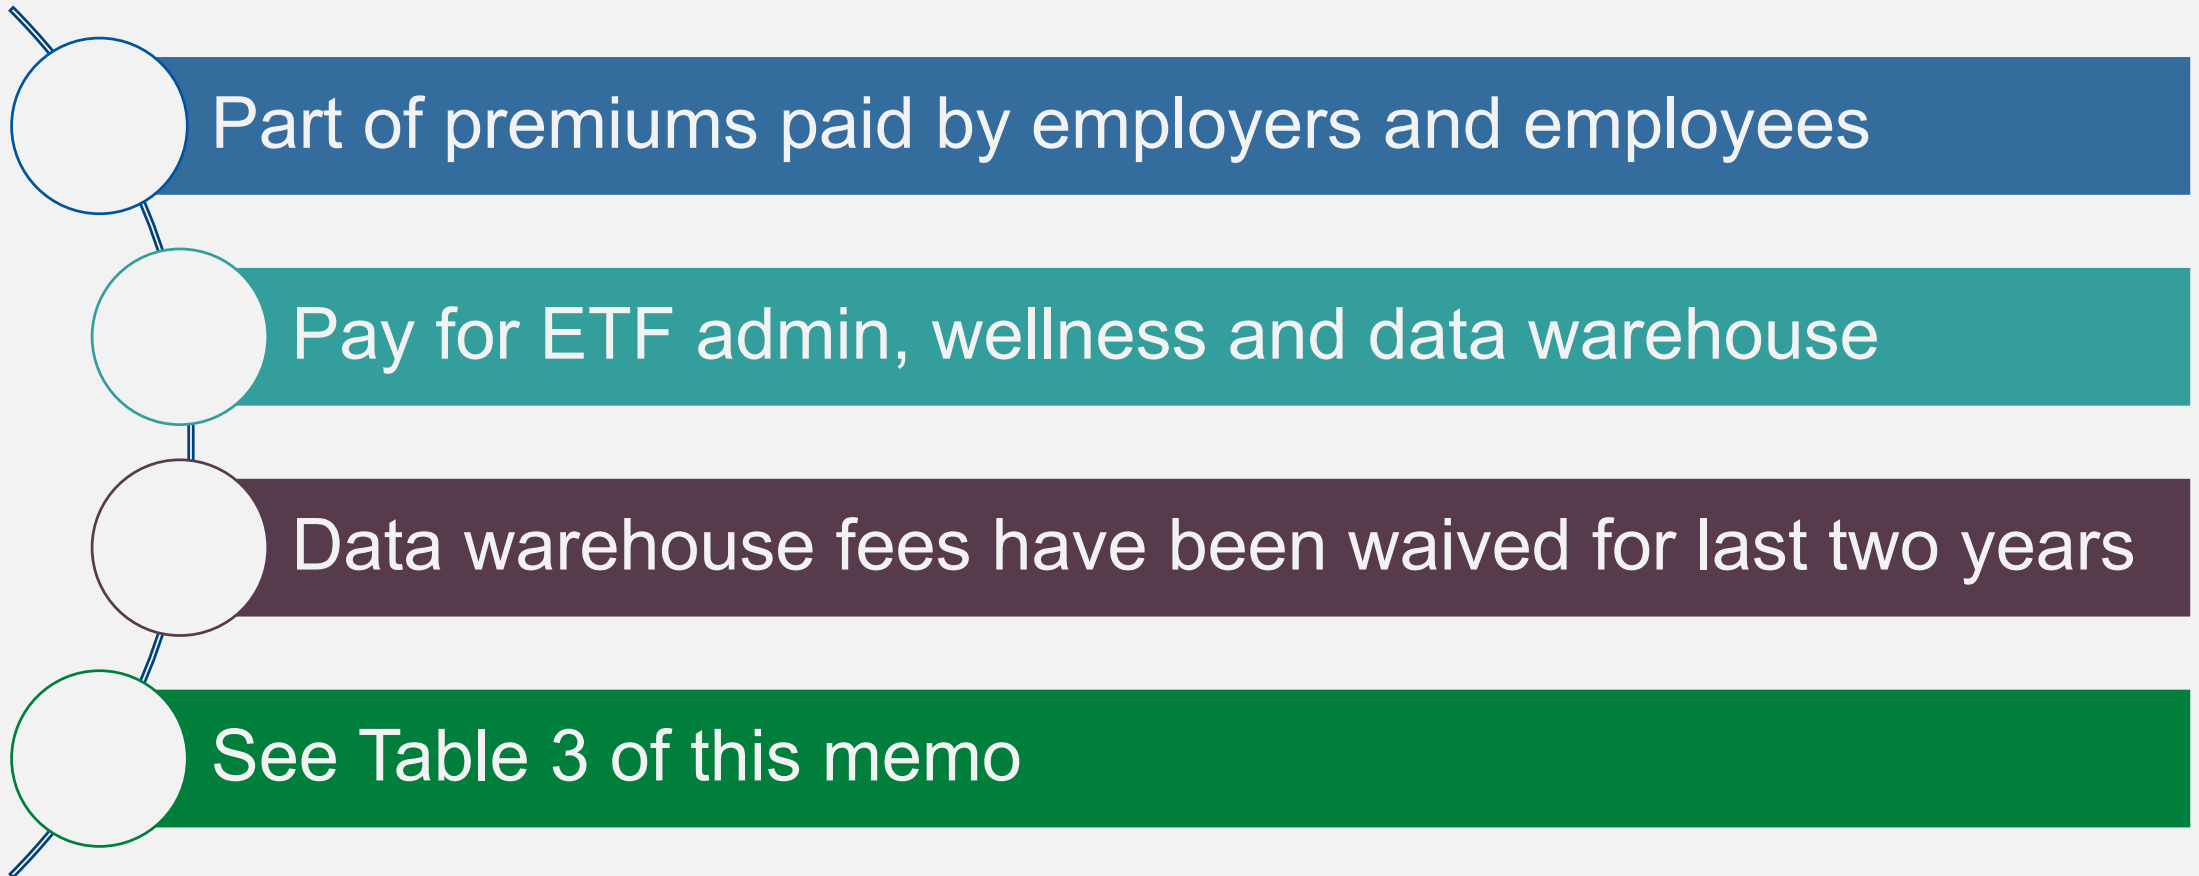 Part of premiums paid by employers and employees
Pay for ETF admin, wellness and data warehouse
Data warehouse fees have been waived for last two years
See Table 3 of this memo